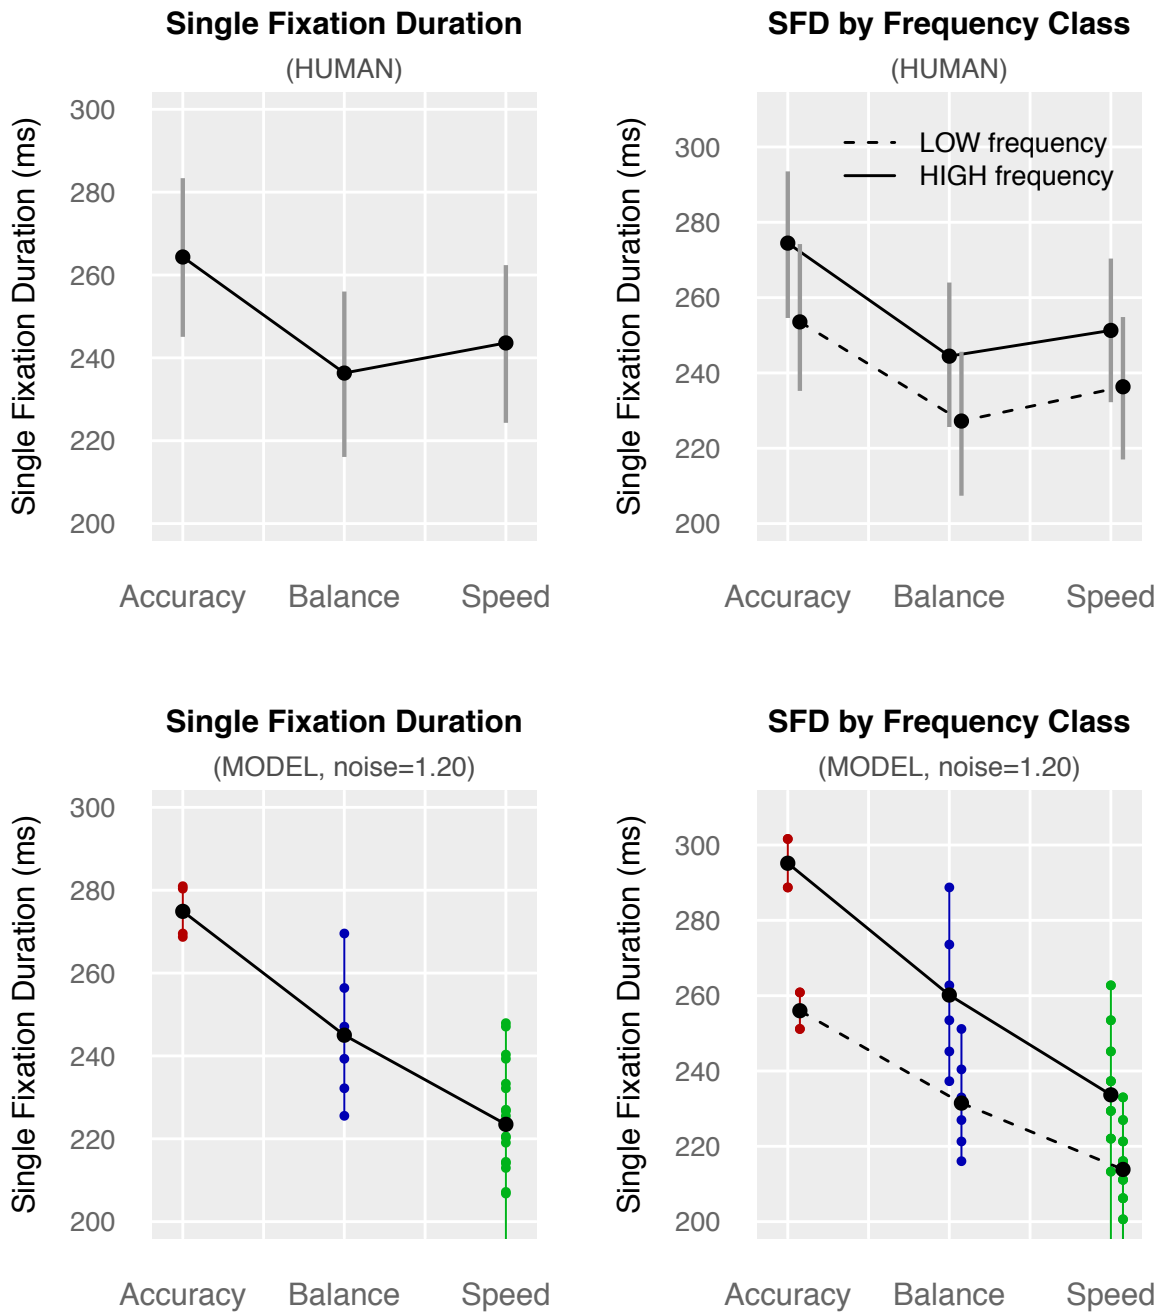 Single Fixation Duration
(HUMAN)
Single Fixation Duration (ms)
300
280
260
240
220
200
Accuracy Balance Speed
SFD by Frequency Class
(HUMAN)
Single Fixation Duration (ms)
LOW frequency
HIGH frequency
300
280
260
240
220
200
Accuracy Balance Speed
Single Fixation Duration
(MODEL, noise=1.20)
Single Fixation Duration (ms)
300
280
260
240
220
200
Accuracy Balance Speed
SFD by Frequency Class
(MODEL, noise=1.20)
Single Fixation Duration (ms)
300
280
260
240
220
200
Accuracy Balance Speed